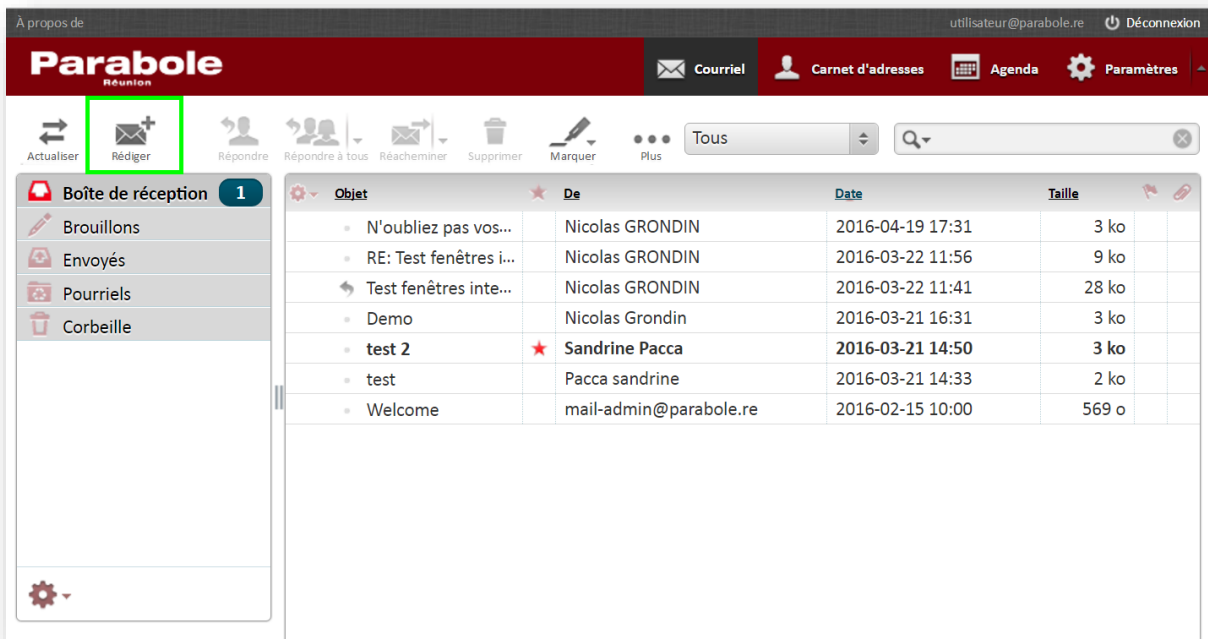 À propos de utilisateur@parabole.re Déconnexion
Parabole
Réunion
Courriel Carnet d'adresses Agenda Paramètres
Actualiser Rédiger Répondre Répondre à tous Réacheminer Supprimer Marquer Plus Tous
Boîte de réception 1
Brouillons
Envoyés
Pourriels
Corbeille
Objet De Date Taille
N'oubliez pas vos... Nicolas GRONDIN 2016-04-19 17:31 3 ko
RE: Test fenêtres i... Nicolas GRONDIN 2016-03-22 11:56 9 ko
Test fenêtres inte... Nicolas GRONDIN 2016-03-22 11:41 28 ko
Demo Nicolas Grondin 2016-03-21 16:31 3 ko
test 2 Sandrine Pacca 2016-03-21 14:50 3 ko
test Pacca sandrine 2016-03-21 14:33 2 ko
Welcome mail-admin@parabole.re 2016-02-15 10:00 569 o